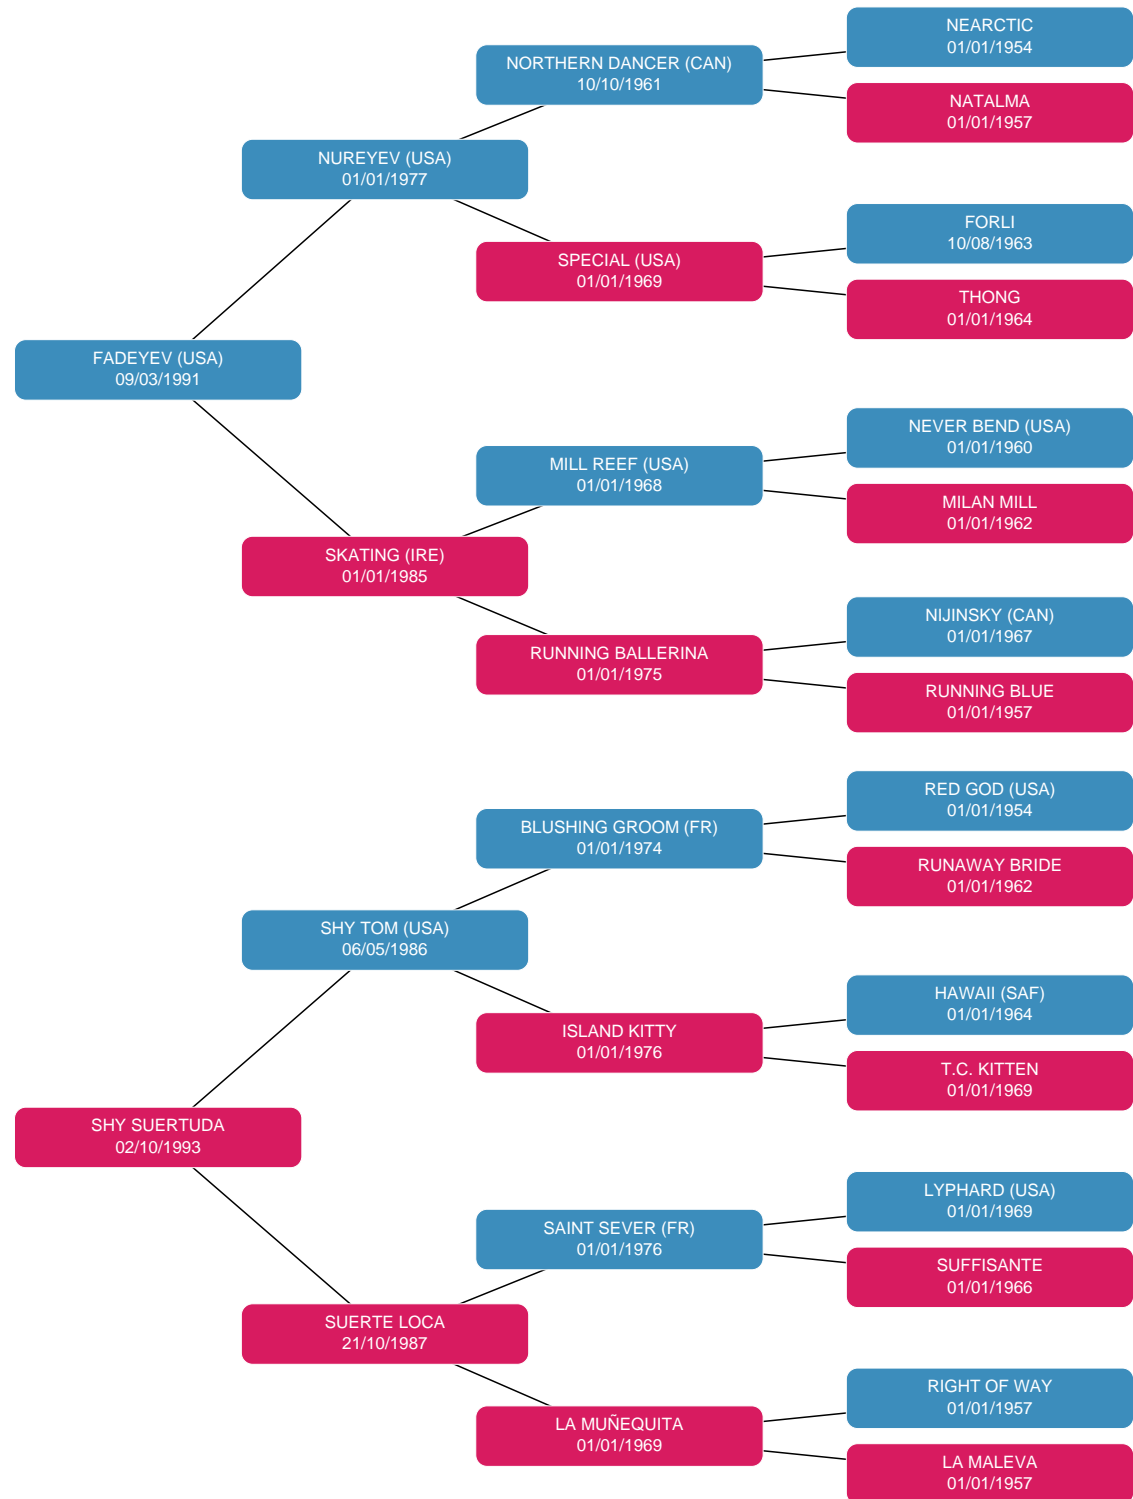 NEARCTIC
01/01/1954
NORTHERN DANCER (CAN)
10/10/1961
NATALMA
01/01/1957
NUREYEV (USA)
01/01/1977
FORLI
10/08/1963
SPECIAL (USA)
01/01/1969
THONG
01/01/1964
FADEYEV (USA)
09/03/1991
NEVER BEND (USA)
01/01/1960
MILL REEF (USA)
01/01/1968
MILAN MILL
01/01/1962
SKATING (IRE)
01/01/1985
NIJINSKY (CAN)
01/01/1967
RUNNING BALLERINA
01/01/1975
RUNNING BLUE
01/01/1957
RED GOD (USA)
01/01/1954
BLUSHING GROOM (FR)
01/01/1974
RUNAWAY BRIDE
01/01/1962
SHY TOM (USA)
06/05/1986
HAWAII (SAF)
01/01/1964
ISLAND KITTY
01/01/1976
T.C. KITTEN
01/01/1969
SHY SUERTUDA
02/10/1993
LYPHARD (USA)
01/01/1969
SAINT SEVER (FR)
01/01/1976
SUFFISANTE
01/01/1966
SUERTE LOCA
21/10/1987
RIGHT OF WAY
01/01/1957
LA MUÑEQUITA
01/01/1969
LA MALEVA
01/01/1957